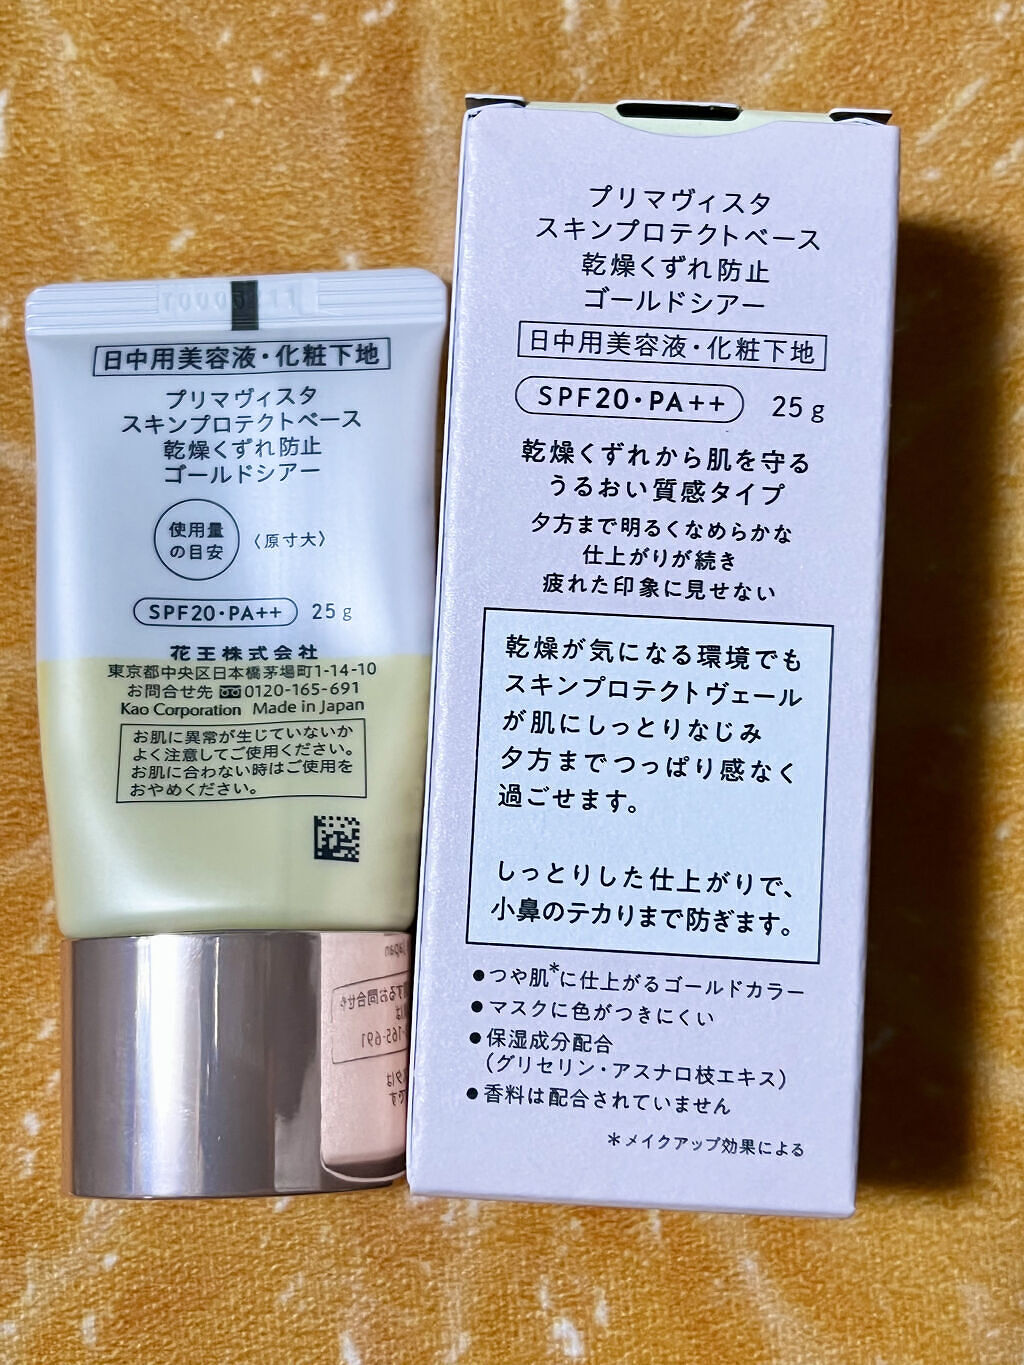 日中用美容液・化粧下地
プリマヴィスタ
スキンプロテクトベース
乾燥くずれ防止
ゴールドシアー
使用量
の目安
〈原寸大〉
SPF20・PA++ 25g
花王株式会社
東京都中央区日本橋茅場町1-14-10
お問合せ先 0120-165-691
Kao Corporation Made in Japan
お肌に異常が生じていないか
よく注意してご使用ください。
お肌に合わない時はご使用を
おやめください。
プリマヴィスタ
スキンプロテクトベース
乾燥くずれ防止
ゴールドシアー
日中用美容液・化粧下地
SPF20・PA++ 25g
乾燥くずれから肌を守る
うるおい質感タイプ
夕方まで明るくなめらかな
仕上がりが続き
疲れた印象に見せない
乾燥が気になる環境でも
スキンプロテクトヴェール
が肌にしっとりなじみ
夕方までつっぱり感なく
過ごせます。
しっとりした仕上がりで、
小鼻のテカりまで防ぎます。
●つや肌*に仕上がるゴールドカラー
●マスクに色がつきにくい
●保湿成分配合
(グリセリン・アスナロ枝エキス)
●香料は配合されていません
*メイクアップ効果による